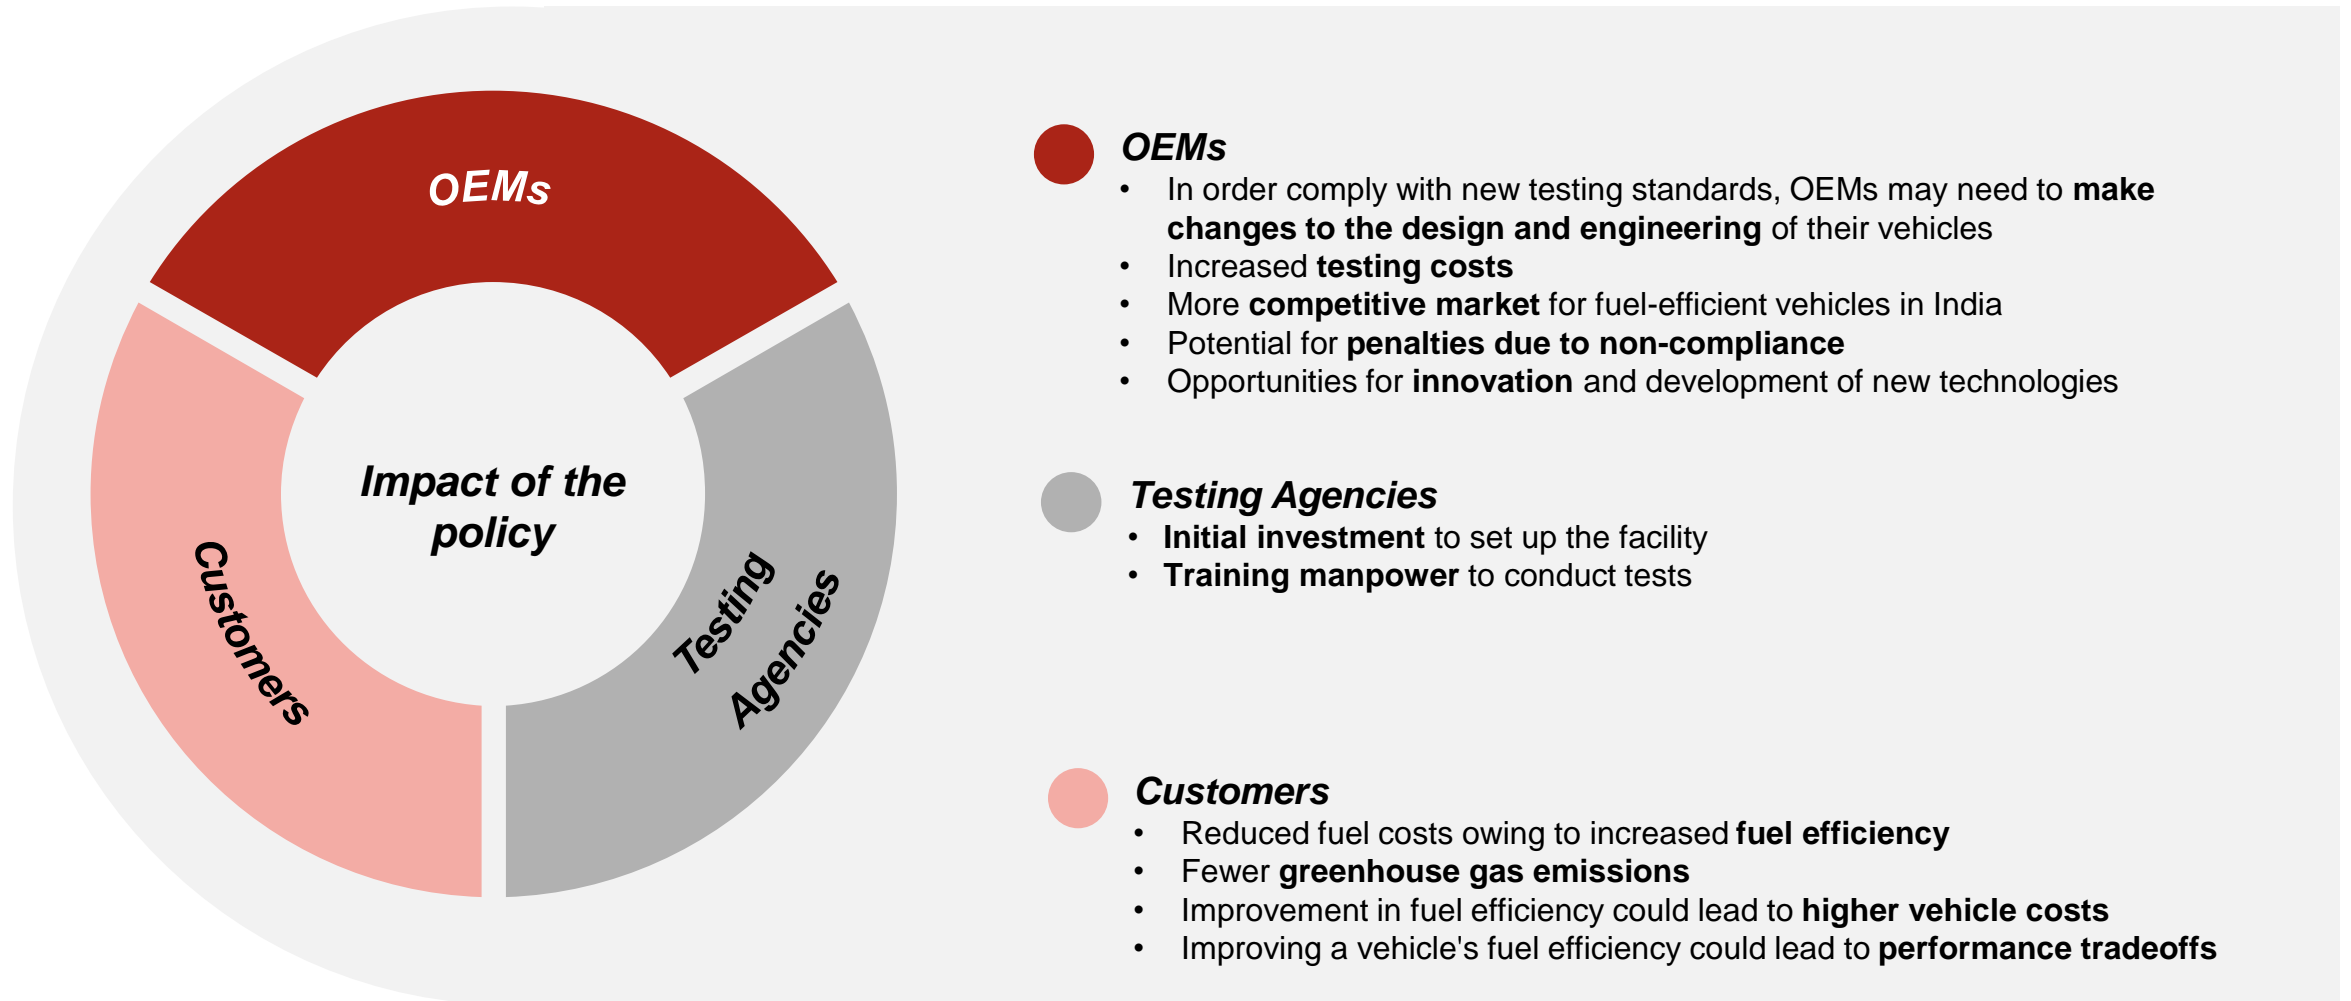 OEMs
Customers
Testing
Agencies
Impact of the
policy
OEMs
• In order comply with new testing standards, OEMs may need to make
changes to the design and engineering of their vehicles
• Increased testing costs
• More competitive market for fuel-efficient vehicles in India
• Potential for penalties due to non-compliance
• Opportunities for innovation and development of new technologies
Testing Agencies
• Initial investment to set up the facility
• Training manpower to conduct tests
Customers
• Reduced fuel costs owing to increased fuel efficiency
• Fewer greenhouse gas emissions
• Improvement in fuel efficiency could lead to higher vehicle costs
• Improving a vehicle's fuel efficiency could lead to performance tradeoffs